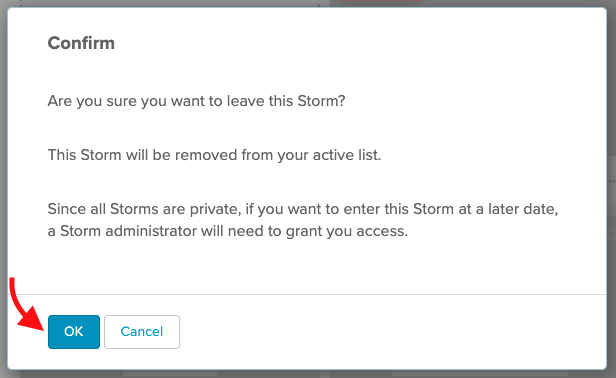 Confirm
Are you sure you want to leave this Storm?
This Storm will be removed from your active list.
Since all Storms are private, if you want to enter this Storm at a later date,
a Storm administrator will need to grant you access.
OK Cancel